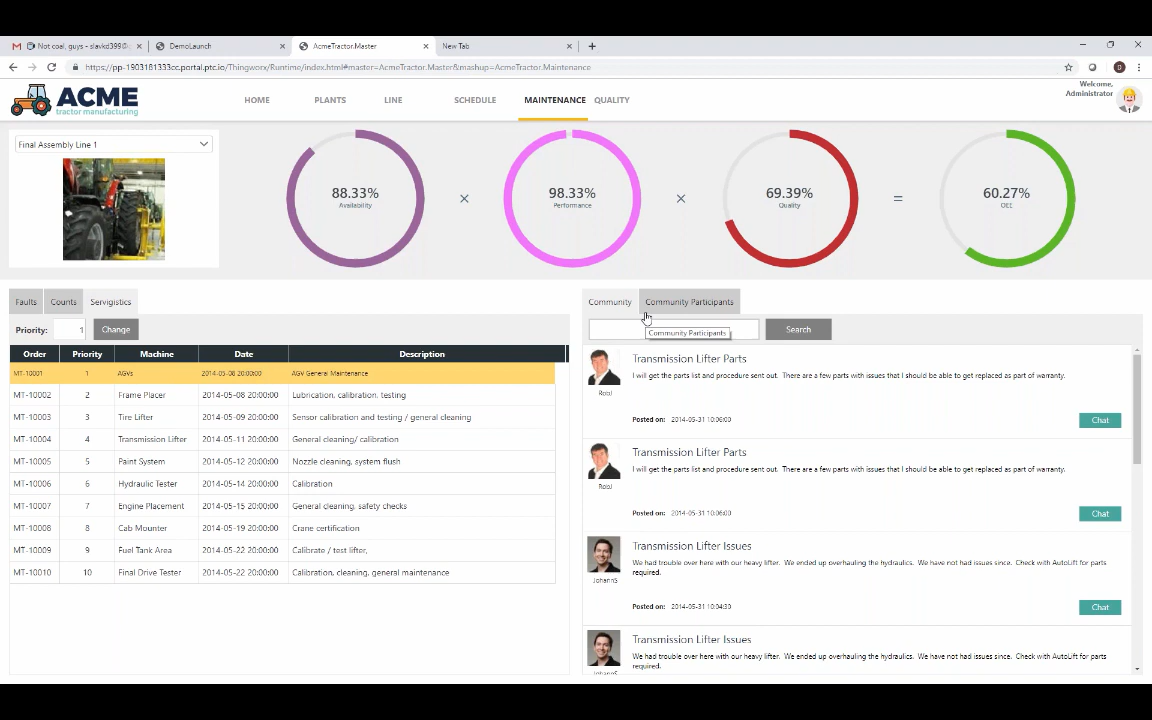 Not coal, guys - slavkd399@
DemoLaunch
AcmeTractor.Master
New Tab
https://pp-1903181333cc.portal.ptc.io/Thingworx/Runtime/index.html#master=AcmeTractor.Master&mashup=AcmeTractor.Maintenance
ACME
tractor manufacturing
HOME PLANTS LINE SCHEDULE MAINTENANCE QUALITY
Welcome,
Administrator
Final Assembly Line 1
88.33%
Availability
×
98.33%
Performance
×
69.39%
Quality
=
60.27%
OEE
Faults Counts Servigistics
Priority: 1 Change
Order Priority Machine Date Description
MT-10001 1 AGVs 2014-05-08 20:00:00 AGV General Maintenance
MT-10002 2 Frame Placer 2014-05-08 20:00:00 Lubrication, calibration, testing
MT-10003 3 Tire Lifter 2014-05-09 20:00:00 Sensor calibration and testing / general cleaning
MT-10004 4 Transmission Lifter 2014-05-11 20:00:00 General cleaning/ calibration
MT-10005 5 Paint System 2014-05-12 20:00:00 Nozzle cleaning, system flush
MT-10006 6 Hydraulic Tester 2014-05-14 20:00:00 Calibration
MT-10007 7 Engine Placement 2014-05-15 20:00:00 General cleaning, safety checks
MT-10008 8 Cab Mounter 2014-05-19 20:00:00 Crane certification
MT-10009 9 Fuel Tank Area 2014-05-22 20:00:00 Calibrate / test lifter,
MT-10010 10 Final Drive Tester 2014-05-22 20:00:00 Calibration, cleaning, general maintenance
Community Community Participants
Search
Community Participants
Transmission Lifter Parts
I will get the parts list and procedure sent out. There are a few parts with issues that I should be able to get replaced as part of warranty.
RobJ
Posted on: 2014-05-31 10:06:00
Chat
Transmission Lifter Parts
I will get the parts list and procedure sent out. There are a few parts with issues that I should be able to get replaced as part of warranty.
RobJ
Posted on: 2014-05-31 10:06:00
Chat
Transmission Lifter Issues
We had trouble over here with our heavy lifter. We ended up overhauling the hydraulics. We have not had issues since. Check with AutoLift for parts
required.
JohannS
Posted on: 2014-05-31 10:04:30
Chat
Transmission Lifter Issues
We had trouble over here with our heavy lifter. We ended up overhauling the hydraulics. We have not had issues since. Check with AutoLift for parts
required.
JohannS